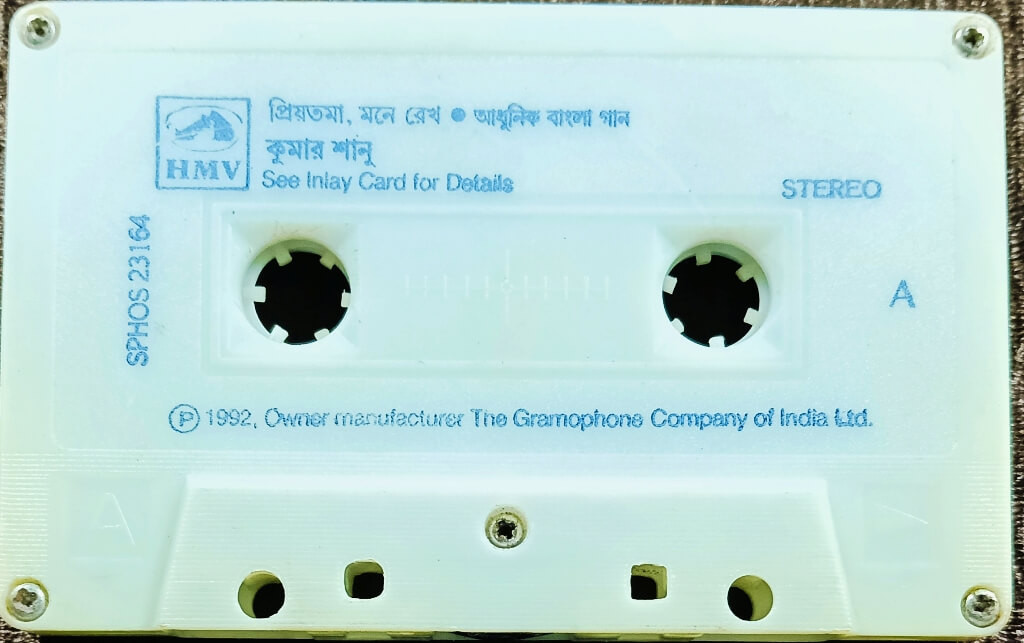 প্রিয়তমা, মনে রেখ ● আধুনিক বাংলা গান
কুমার শানু
HMV
See Inlay Card for Details
STEREO
SPHOS 23164
A
Ⓟ 1992, Owner manufacturer The Gramophone Company of India Ltd.
A